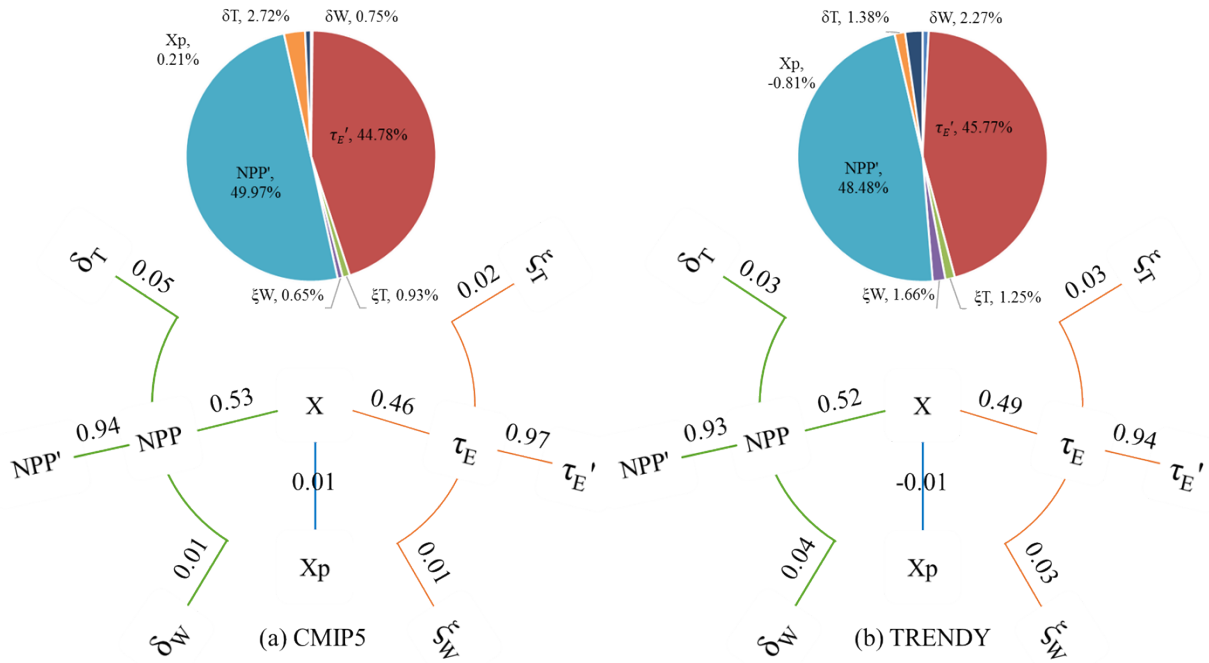 δT, 2.72%
δW, 0.75%
Xp,
0.21%
τE', 44.78%
NPP',
49.97%
ξW, 0.65%
ξT, 0.93%
δT
0.05
0.02
ξT
0.53
X
0.46
0.94
NPP
0.97
NPP'
τE
τE'
0.01
0.01
0.01
Xp
δW
(a) CMIP5
ξW
δT, 1.38%
δW, 2.27%
Xp,
-0.81%
τE', 45.77%
NPP',
48.48%
ξW, 1.66%
ξT, 1.25%
δT
0.03
0.03
ξT
0.52
X
0.49
0.93
NPP
0.94
NPP'
τE
τE'
-0.01
0.04
0.03
Xp
δW
(b) TRENDY
ξW